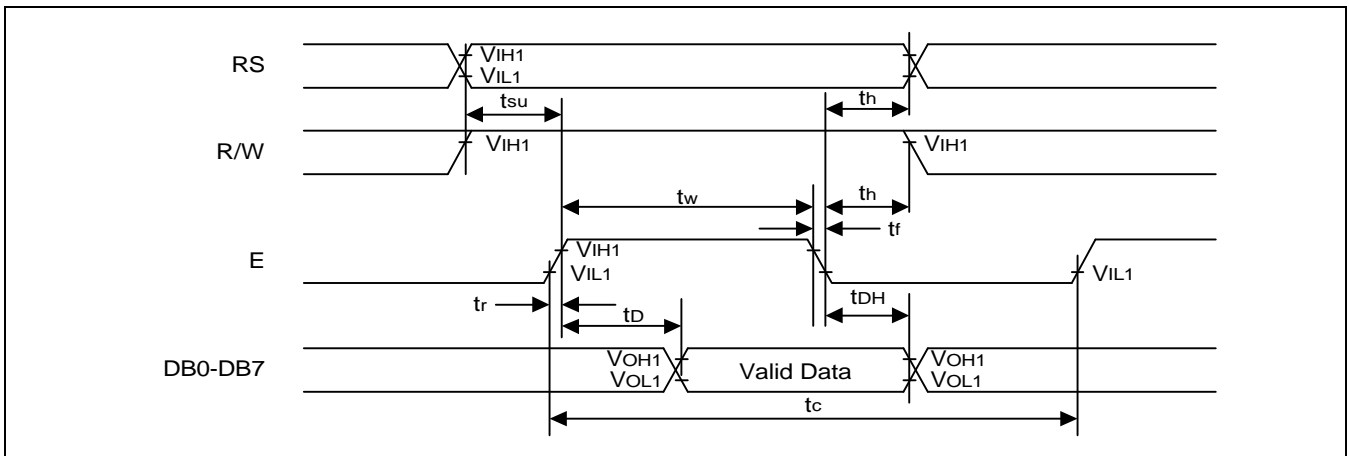 RS
VIH1
VIL1
tsu
th
R/W
VIH1
VIH1
tw
th
tf
E
VIH1
VIL1
VIL1
tr
tD
tDH
DB0-DB7
VOH1
VOL1
Valid Data
VOH1
VOL1
tc